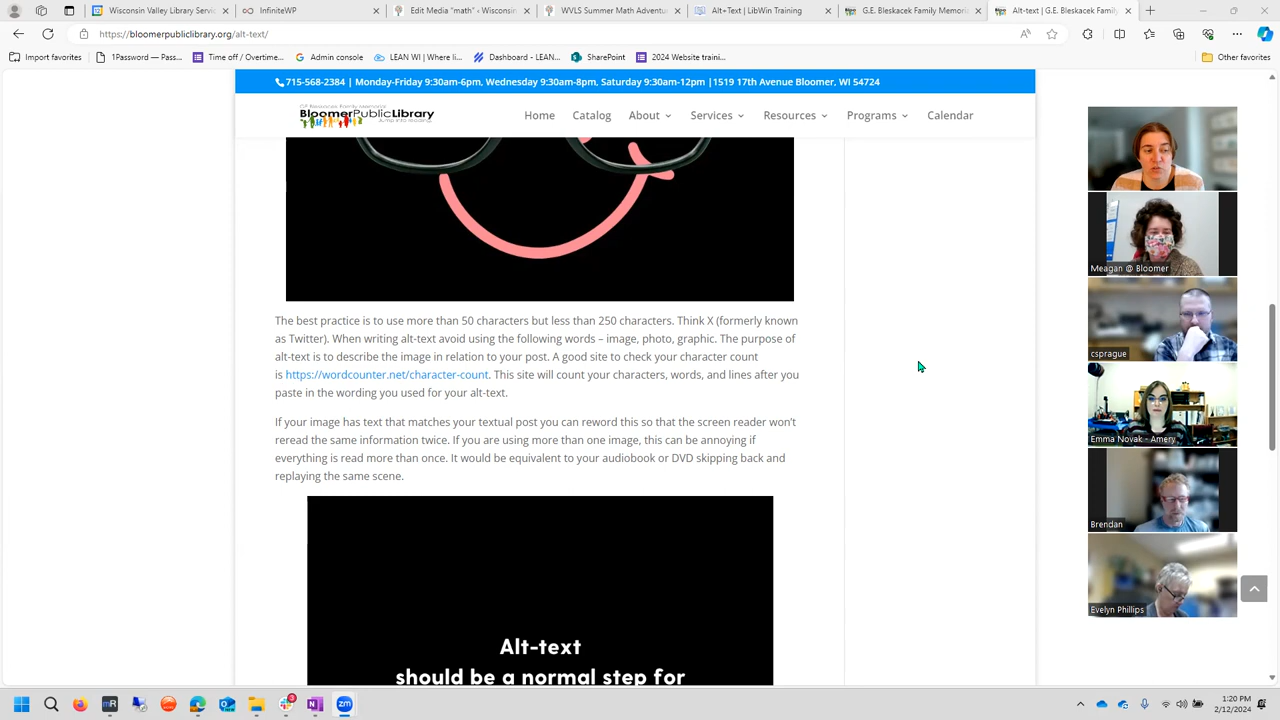 Wisconsin Valley Library Servi
InfiniteWP
Edit Media "math" ‹ Wisconsin
WVLS Summer Math Adventu
Alt+Text | LibWin Training
G.E. Bleskacek Family Memoria
Alt-text | G.E. Bleskacek Family
https://bloomerpubliclibrary.org/alt-text/
Import favorites
1Password — Pass...
Time off / Overtime...
Admin console
LEAN WI | Where li...
Dashboard - LEAN...
SharePoint
2024 Website traini...
Other favorites
715-568-2384 | Monday-Friday 9:30am-6pm, Wednesday 9:30am-8pm, Saturday 9:30am-12pm |1519 17th Avenue Bloomer, WI 54724
BloomerPublicLibrary
Home
Catalog
About
Services
Resources
Programs
Calendar
The best practice is to use more than 50 characters but less than 250 characters. Think X (formerly known
as Twitter). When writing alt-text avoid using the following words – image, photo, graphic. The purpose of
alt-text is to describe the image in relation to your post. A good site to check your character count
is https://wordcounter.net/character-count. This site will count your characters, words, and lines after you
paste in the wording you used for your alt-text.
If your image has text that matches your textual post you can reword this so that the screen reader won't
reread the same information twice. If you are using more than one image, this can be annoying if
everything is read more than once. It would be equivalent to your audiobook or DVD skipping back and
replaying the same scene.
Alt-text
should be a normal step for
Meagan @ Bloomer
csprague
Emma Novak - Amery
Brendan
Evelyn Phillips
mR
3
N
zm
1:20 PM
2/12/2024